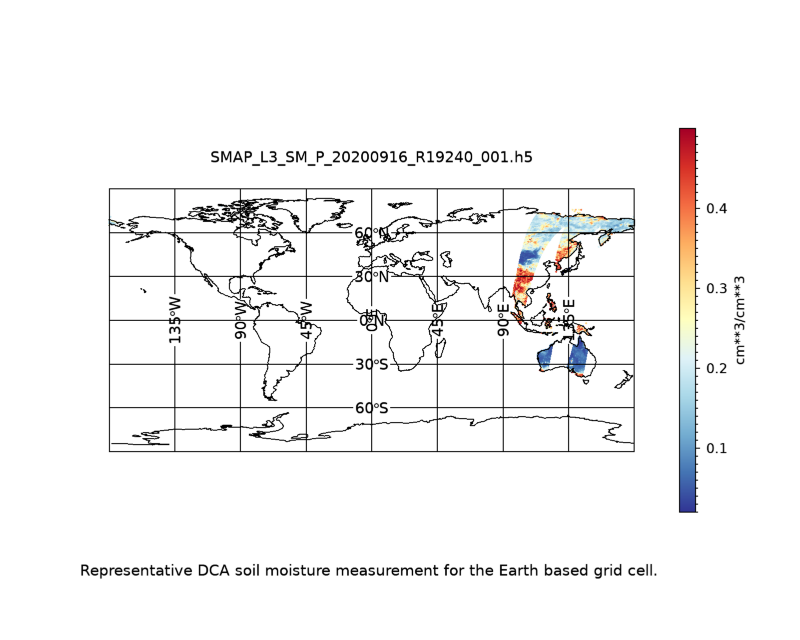 SMAP_L3_SM_P_20200916_R19240_001.h5
60°N
30°N
0°N
30°S
60°S
135°W
90°W
45°W
0°E
45°E
90°E
135°E
0.4
0.3
0.2
0.1
cm**3/cm**3
Representative DCA soil moisture measurement for the Earth based grid cell.